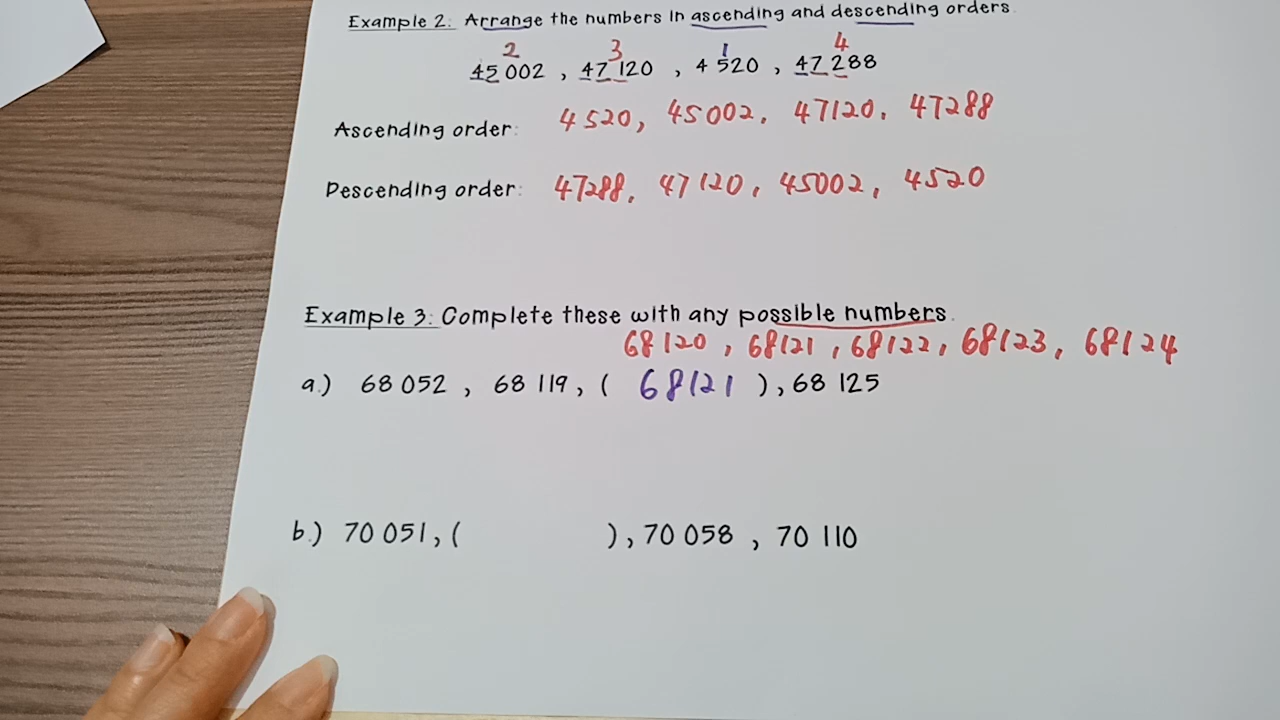 Example 2: Arrange the numbers in ascending and descending orders.
2 3 1 4
45 002 , 47 120 , 4 520 , 47 288
Ascending order: 4520, 45002, 47120, 47288
Descending order: 47288, 47120, 45002, 4520
Example 3: Complete these with any possible numbers.
68120, 68121, 68122, 68123, 68124
a.) 68 052 , 68 119, ( 68121 ), 68 125
b.) 70 051, ( ), 70 058 , 70 110